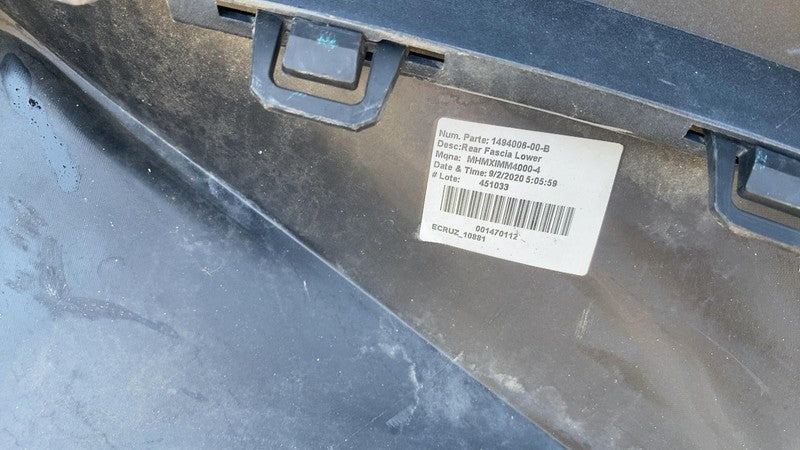 Num. Parte: 1494006-00-B
Desc:Rear Fascia Lower
Mqna: MHMXIMM4000-4
Date & Time: 9/2/2020 5:05:59
# Lote: 451033
001470112
ECRUZ_10881